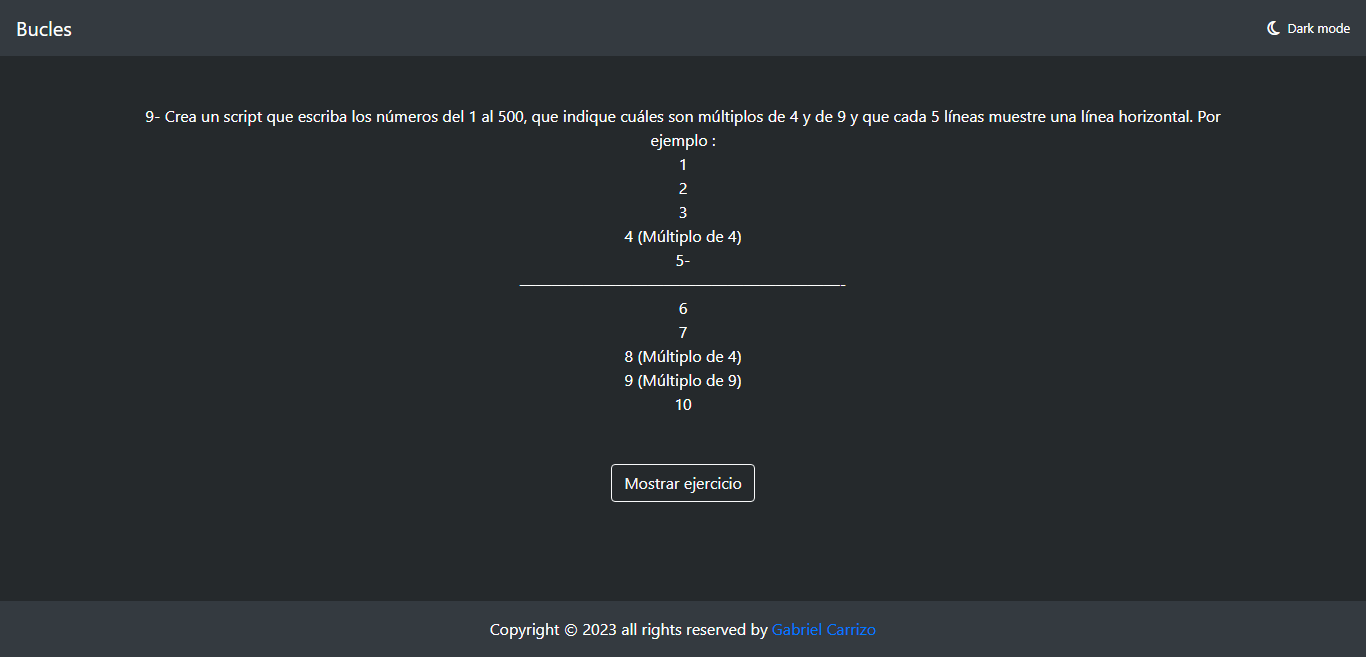 Bucles
Dark mode
9- Crea un script que escriba los números del 1 al 500, que indique cuáles son múltiplos de 4 y de 9 y que cada 5 líneas muestre una línea horizontal. Por
ejemplo :
1
2
3
4 (Múltiplo de 4)
5-
————————————————————-
6
7
8 (Múltiplo de 4)
9 (Múltiplo de 9)
10
Mostrar ejercicio
Copyright © 2023 all rights reserved by Gabriel Carrizo